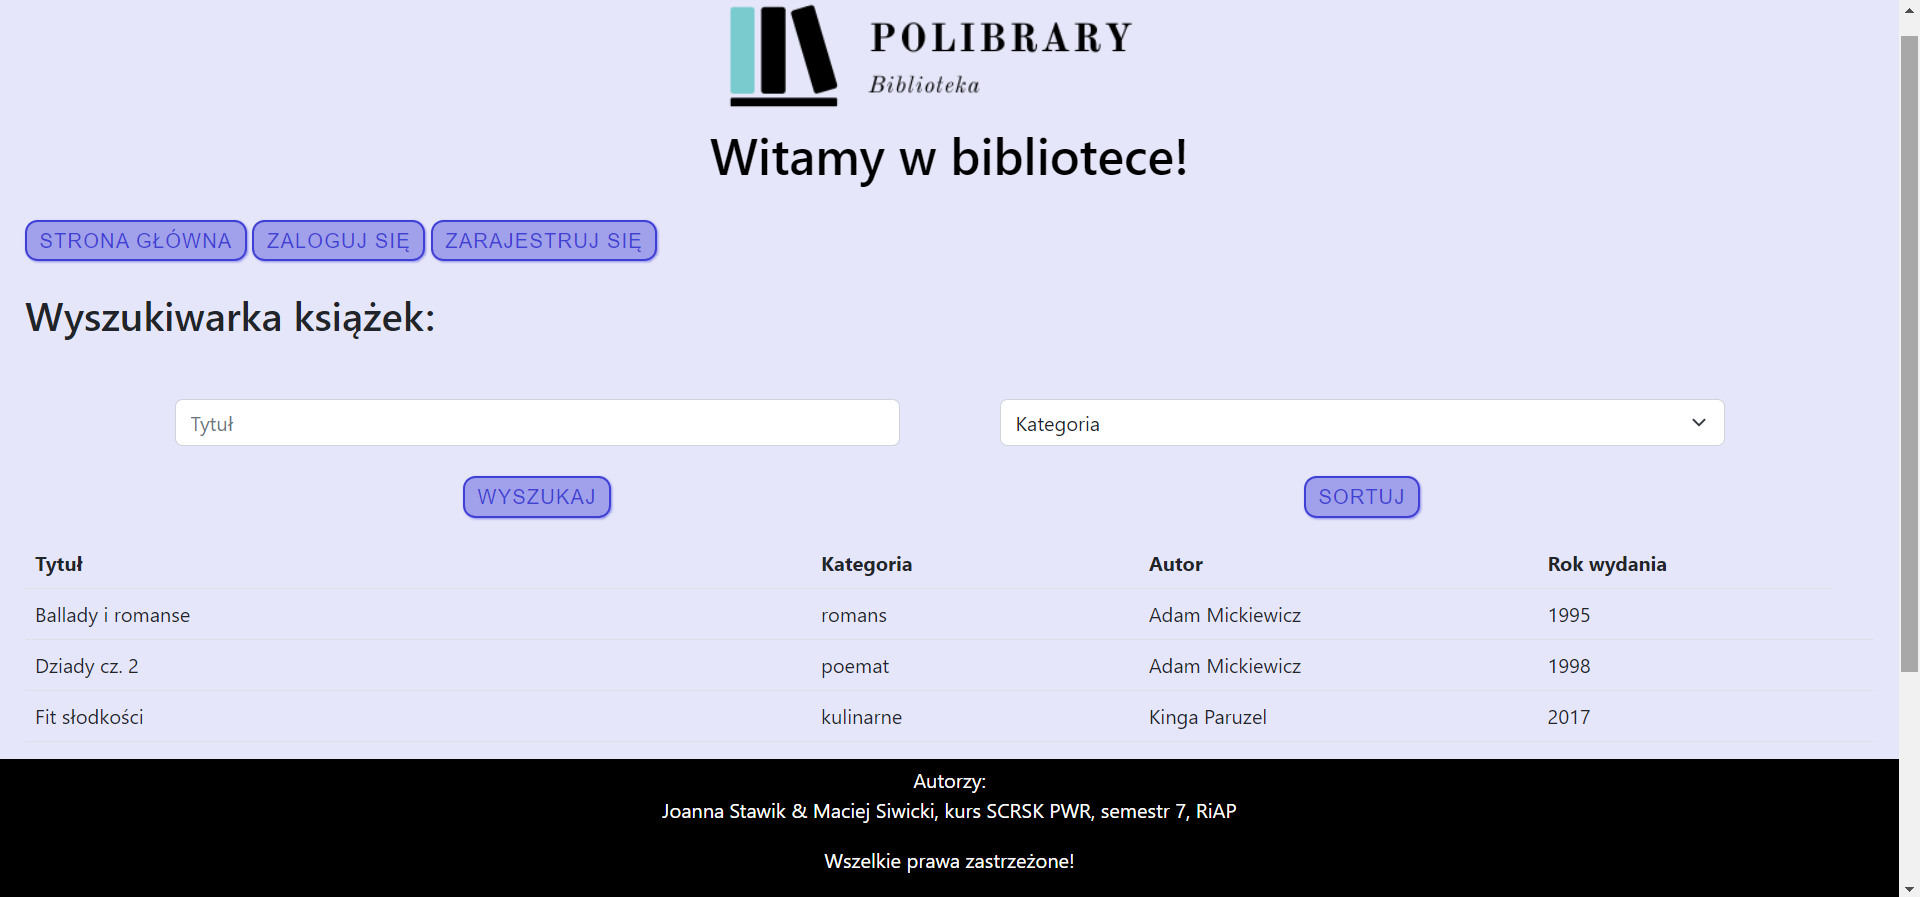 POLIBRARY
Biblioteka
Witamy w bibliotece!
STRONA GŁÓWNA ZALOGUJ SIĘ ZARAJESTRUJ SIĘ
Wyszukiwarka książek:
Tytuł Kategoria
WYSZUKAJ SORTUJ
Tytuł Kategoria Autor Rok wydania
Ballady i romanse romans Adam Mickiewicz 1995
Dziady cz. 2 poemat Adam Mickiewicz 1998
Fit słodkości kulinarne Kinga Paruzel 2017
Autorzy:
Joanna Stawik & Maciej Siwicki, kurs SCRSK PWR, semestr 7, RiAP
Wszelkie prawa zastrzeżone!